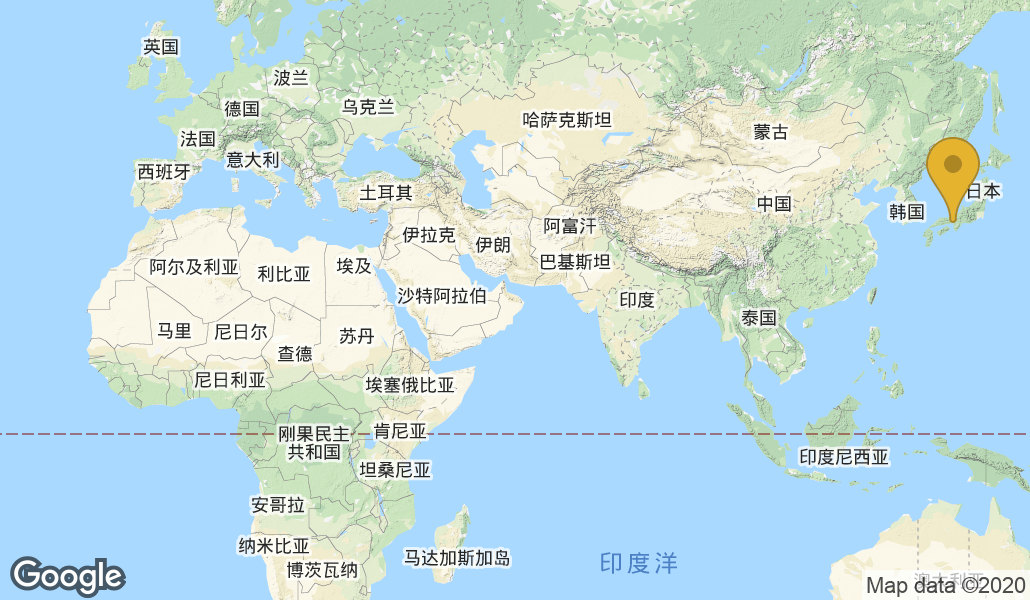 英国
波兰
德国
乌克兰
哈萨克斯坦
蒙古
法国
意大利
西班牙
土耳其
日本
中国
韩国
伊拉克
伊朗
阿富汗
巴基斯坦
阿尔及利亚
利比亚
埃及
沙特阿拉伯
印度
泰国
马里
尼日尔
苏丹
查德
尼日利亚
埃塞俄比亚
刚果民主
共和国
肯尼亚
坦桑尼亚
印度尼西亚
安哥拉
纳米比亚
博茨瓦纳
马达加斯加岛
印度洋
澳大利亚
Google
Map data ©2020